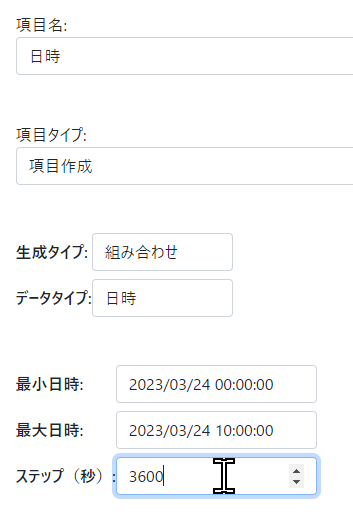 項目名:
日時
項目タイプ:
項目作成
生成タイプ: 組み合わせ
データタイプ: 日時
最小日時: 2023/03/24 00:00:00
最大日時: 2023/03/24 10:00:00
ステップ（秒）: 3600